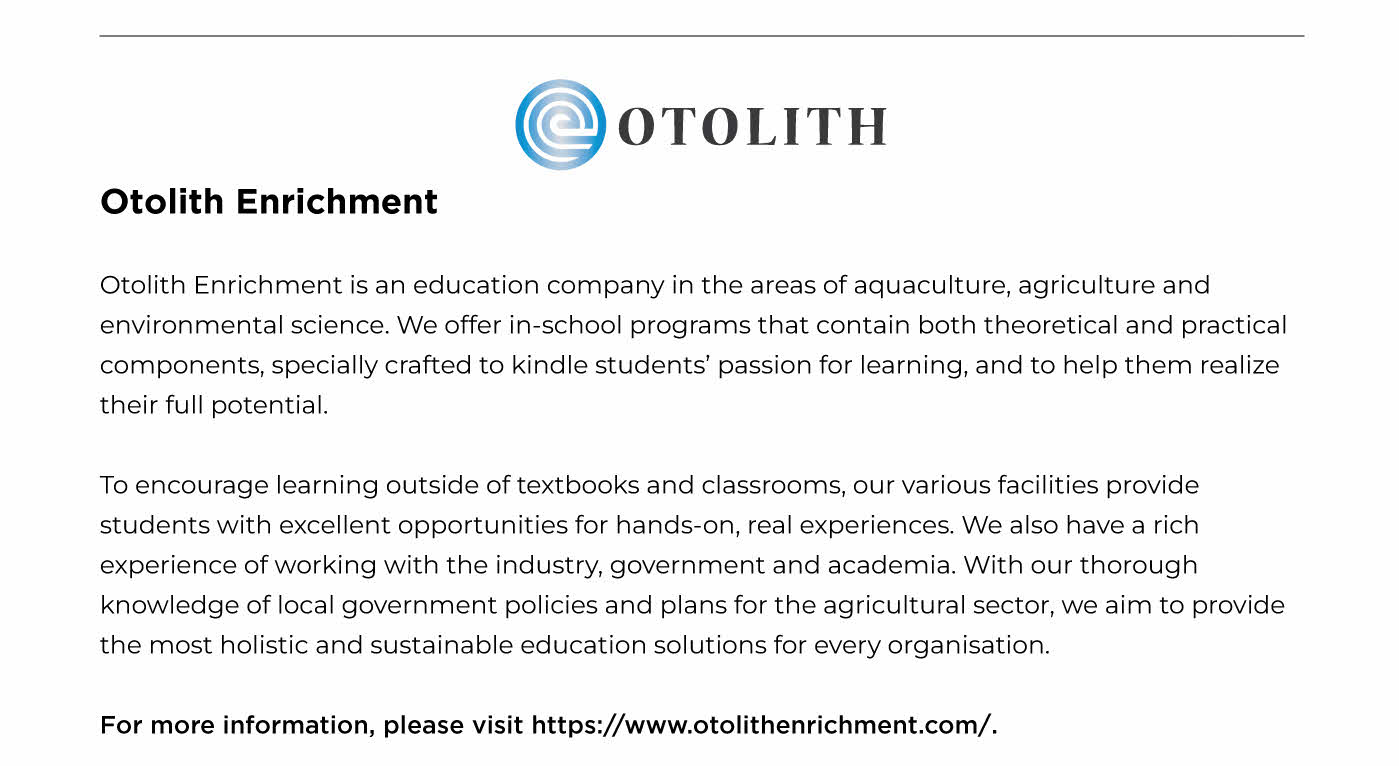 OTOLITH
Otolith Enrichment
Otolith Enrichment is an education company in the areas of aquaculture, agriculture and
environmental science. We offer in-school programs that contain both theoretical and practical
components, specially crafted to kindle students’ passion for learning, and to help them realize
their full potential.
To encourage learning outside of textbooks and classrooms, our various facilities provide
students with excellent opportunities for hands-on, real experiences. We also have a rich
experience of working with the industry, government and academia. With our thorough
knowledge of local government policies and plans for the agricultural sector, we aim to provide
the most holistic and sustainable education solutions for every organisation.
For more information, please visit https://www.otolithenrichment.com/.